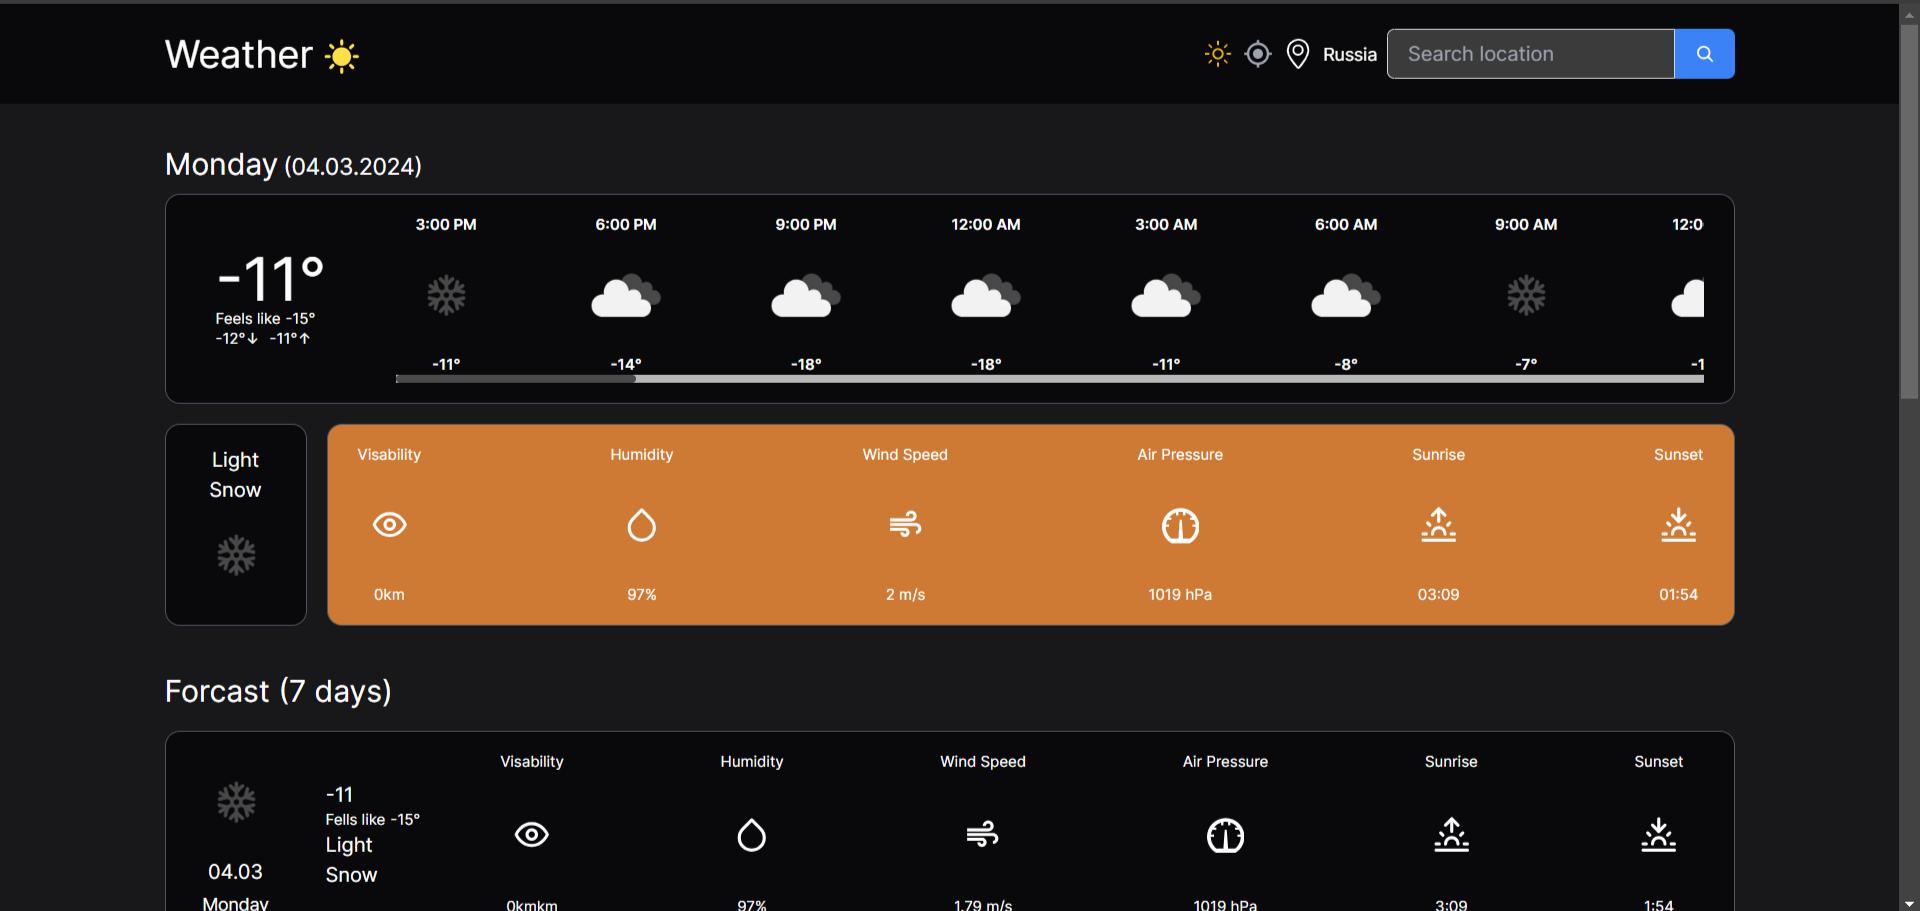 Weather
Russia
Search location
Monday (04.03.2024)
3:00 PM 6:00 PM 9:00 PM 12:00 AM 3:00 AM 6:00 AM 9:00 AM 12:0
-11°
Feels like -15°
-12°↓ -11°↑
-11° -14° -18° -18° -11° -8° -7° -1
Light
Snow
Visability Humidity Wind Speed Air Pressure Sunrise Sunset
0km 97% 2 m/s 1019 hPa 03:09 01:54
Forcast (7 days)
Visability Humidity Wind Speed Air Pressure Sunrise Sunset
-11
Fells like -15°
Light
Snow
04.03
Monday
0kmkm 97% 1.79 m/s 1019 hPa 3:09 1:54